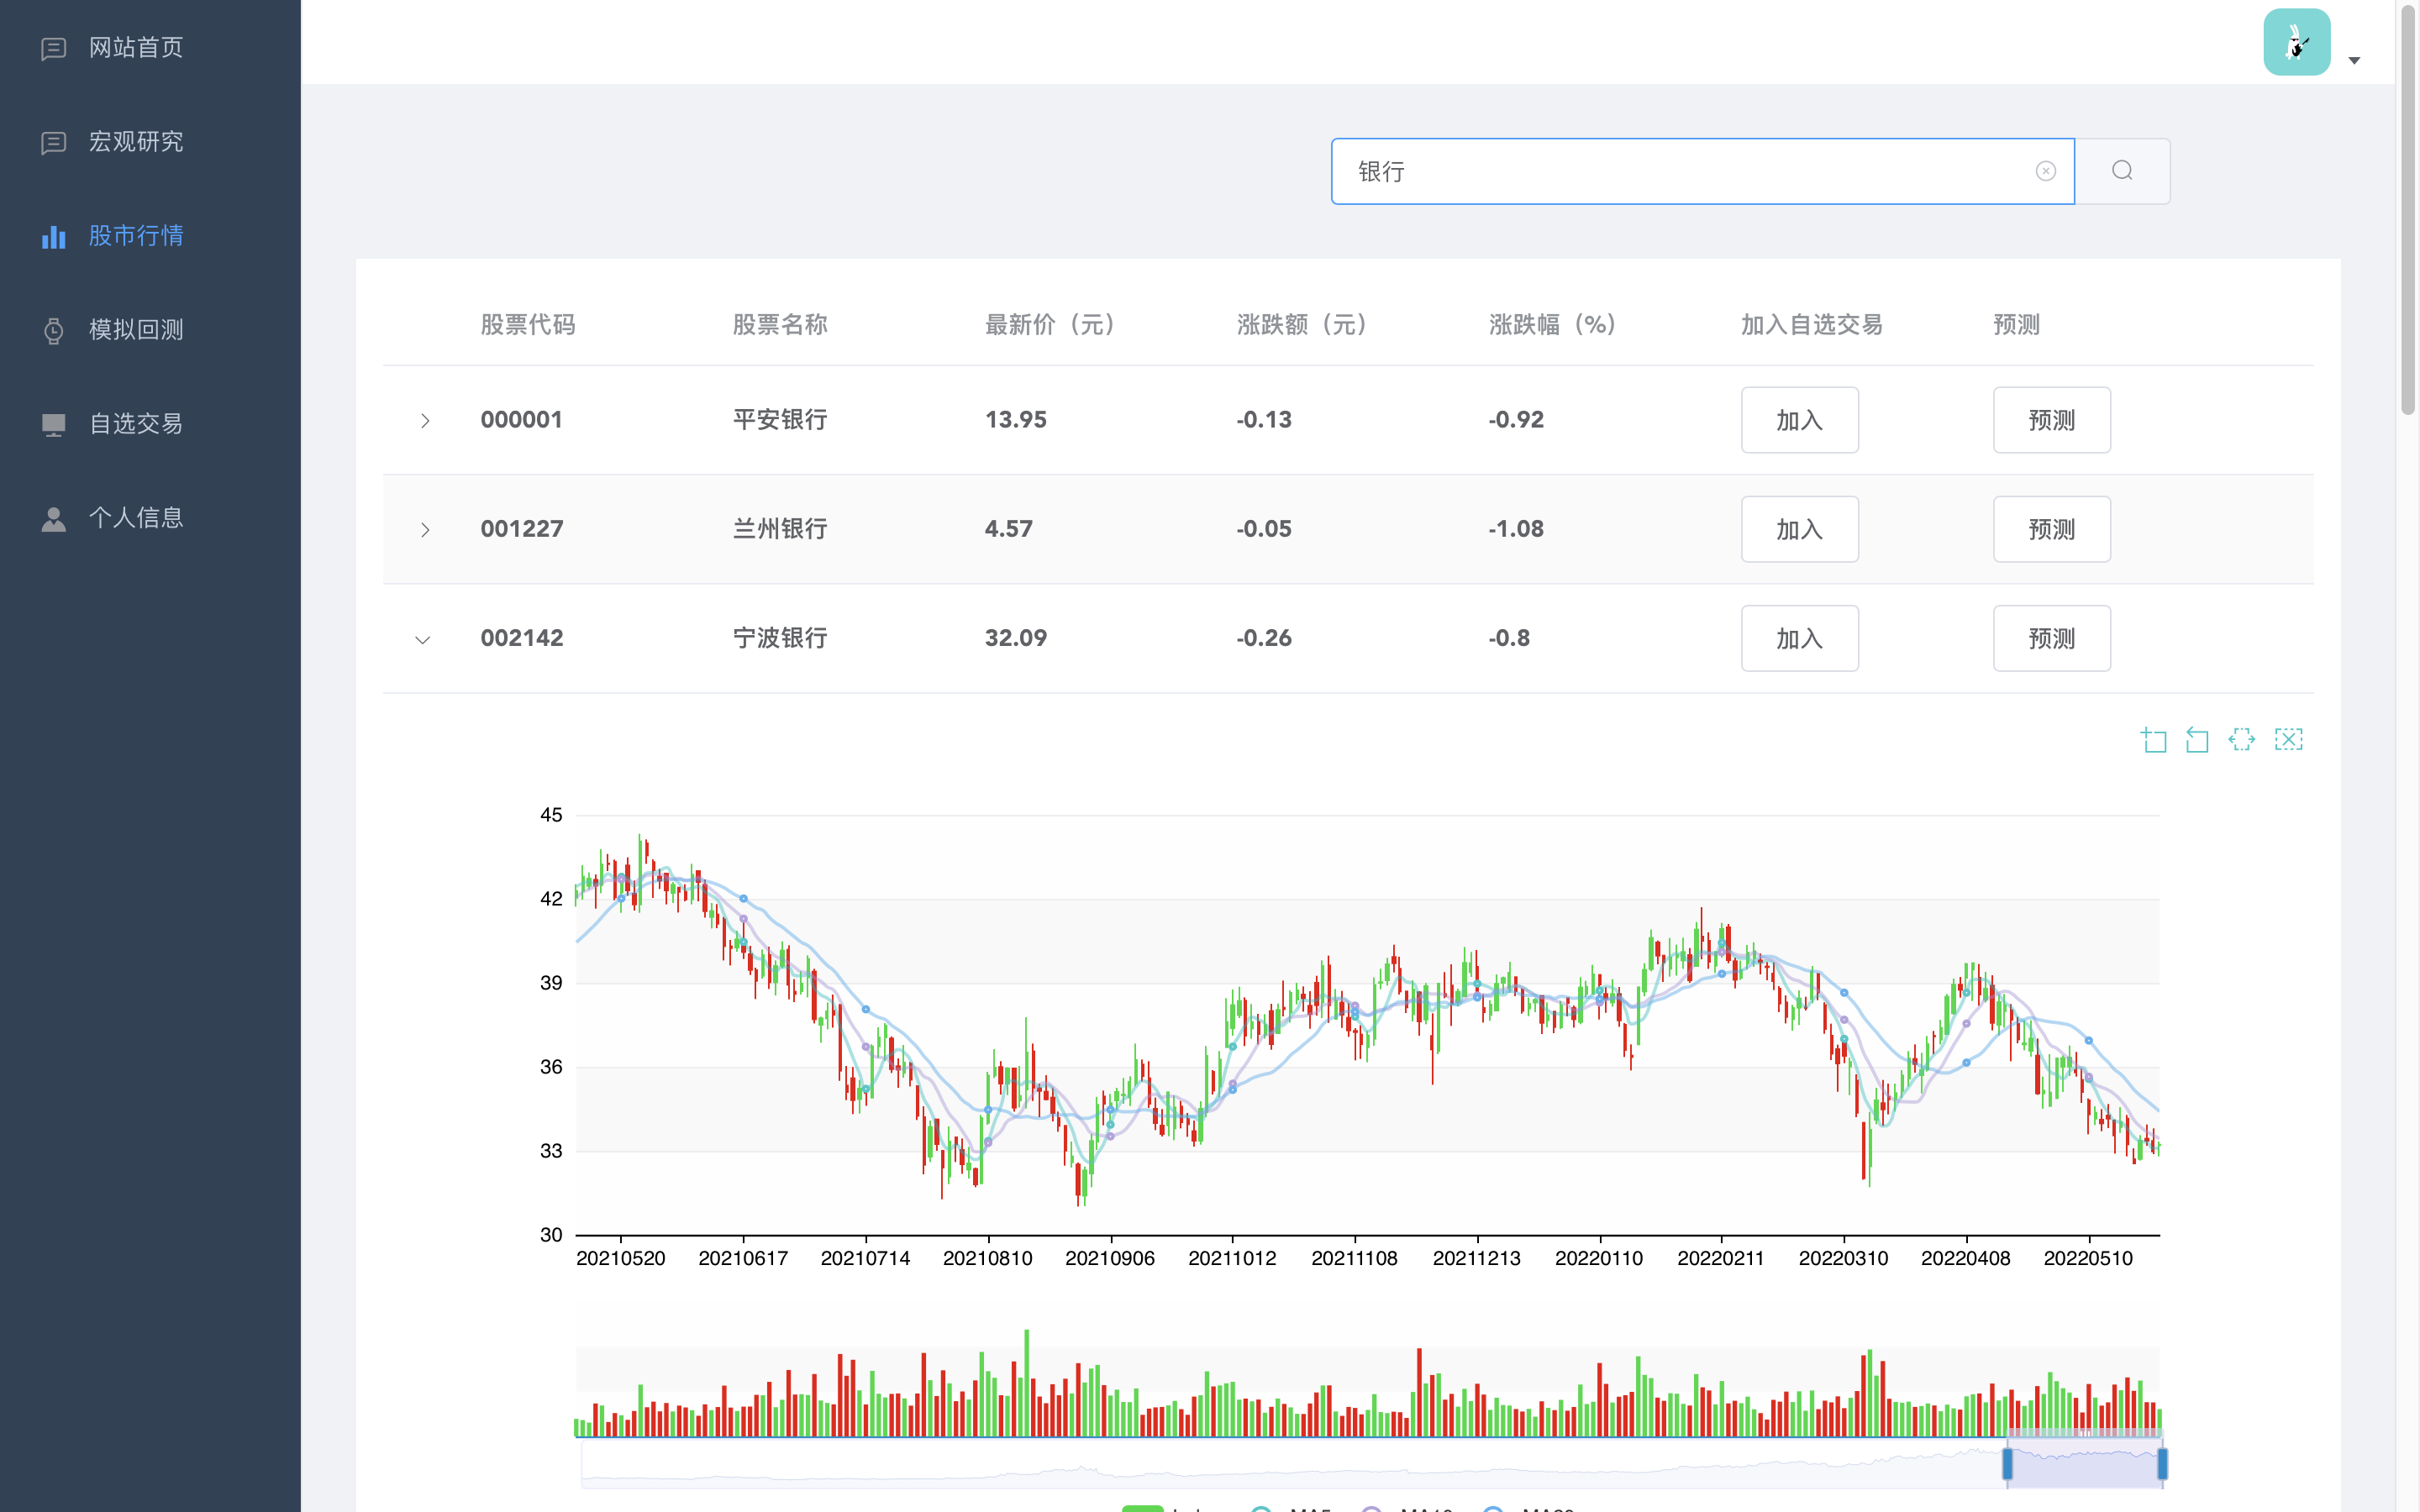 网站首页
宏观研究
股市行情
模拟回测
自选交易
个人信息
银行
股票代码 股票名称 最新价（元） 涨跌额（元） 涨跌幅（%） 加入自选交易 预测
000001 平安银行 13.95 -0.13 -0.92 加入 预测
001227 兰州银行 4.57 -0.05 -1.08 加入 预测
002142 宁波银行 32.09 -0.26 -0.8 加入 预测
45
42
39
36
33
30
20210520 20210617 20210714 20210810 20210906 20211012 20211108 20211213 20220110 20220211 20220310 20220408 20220510